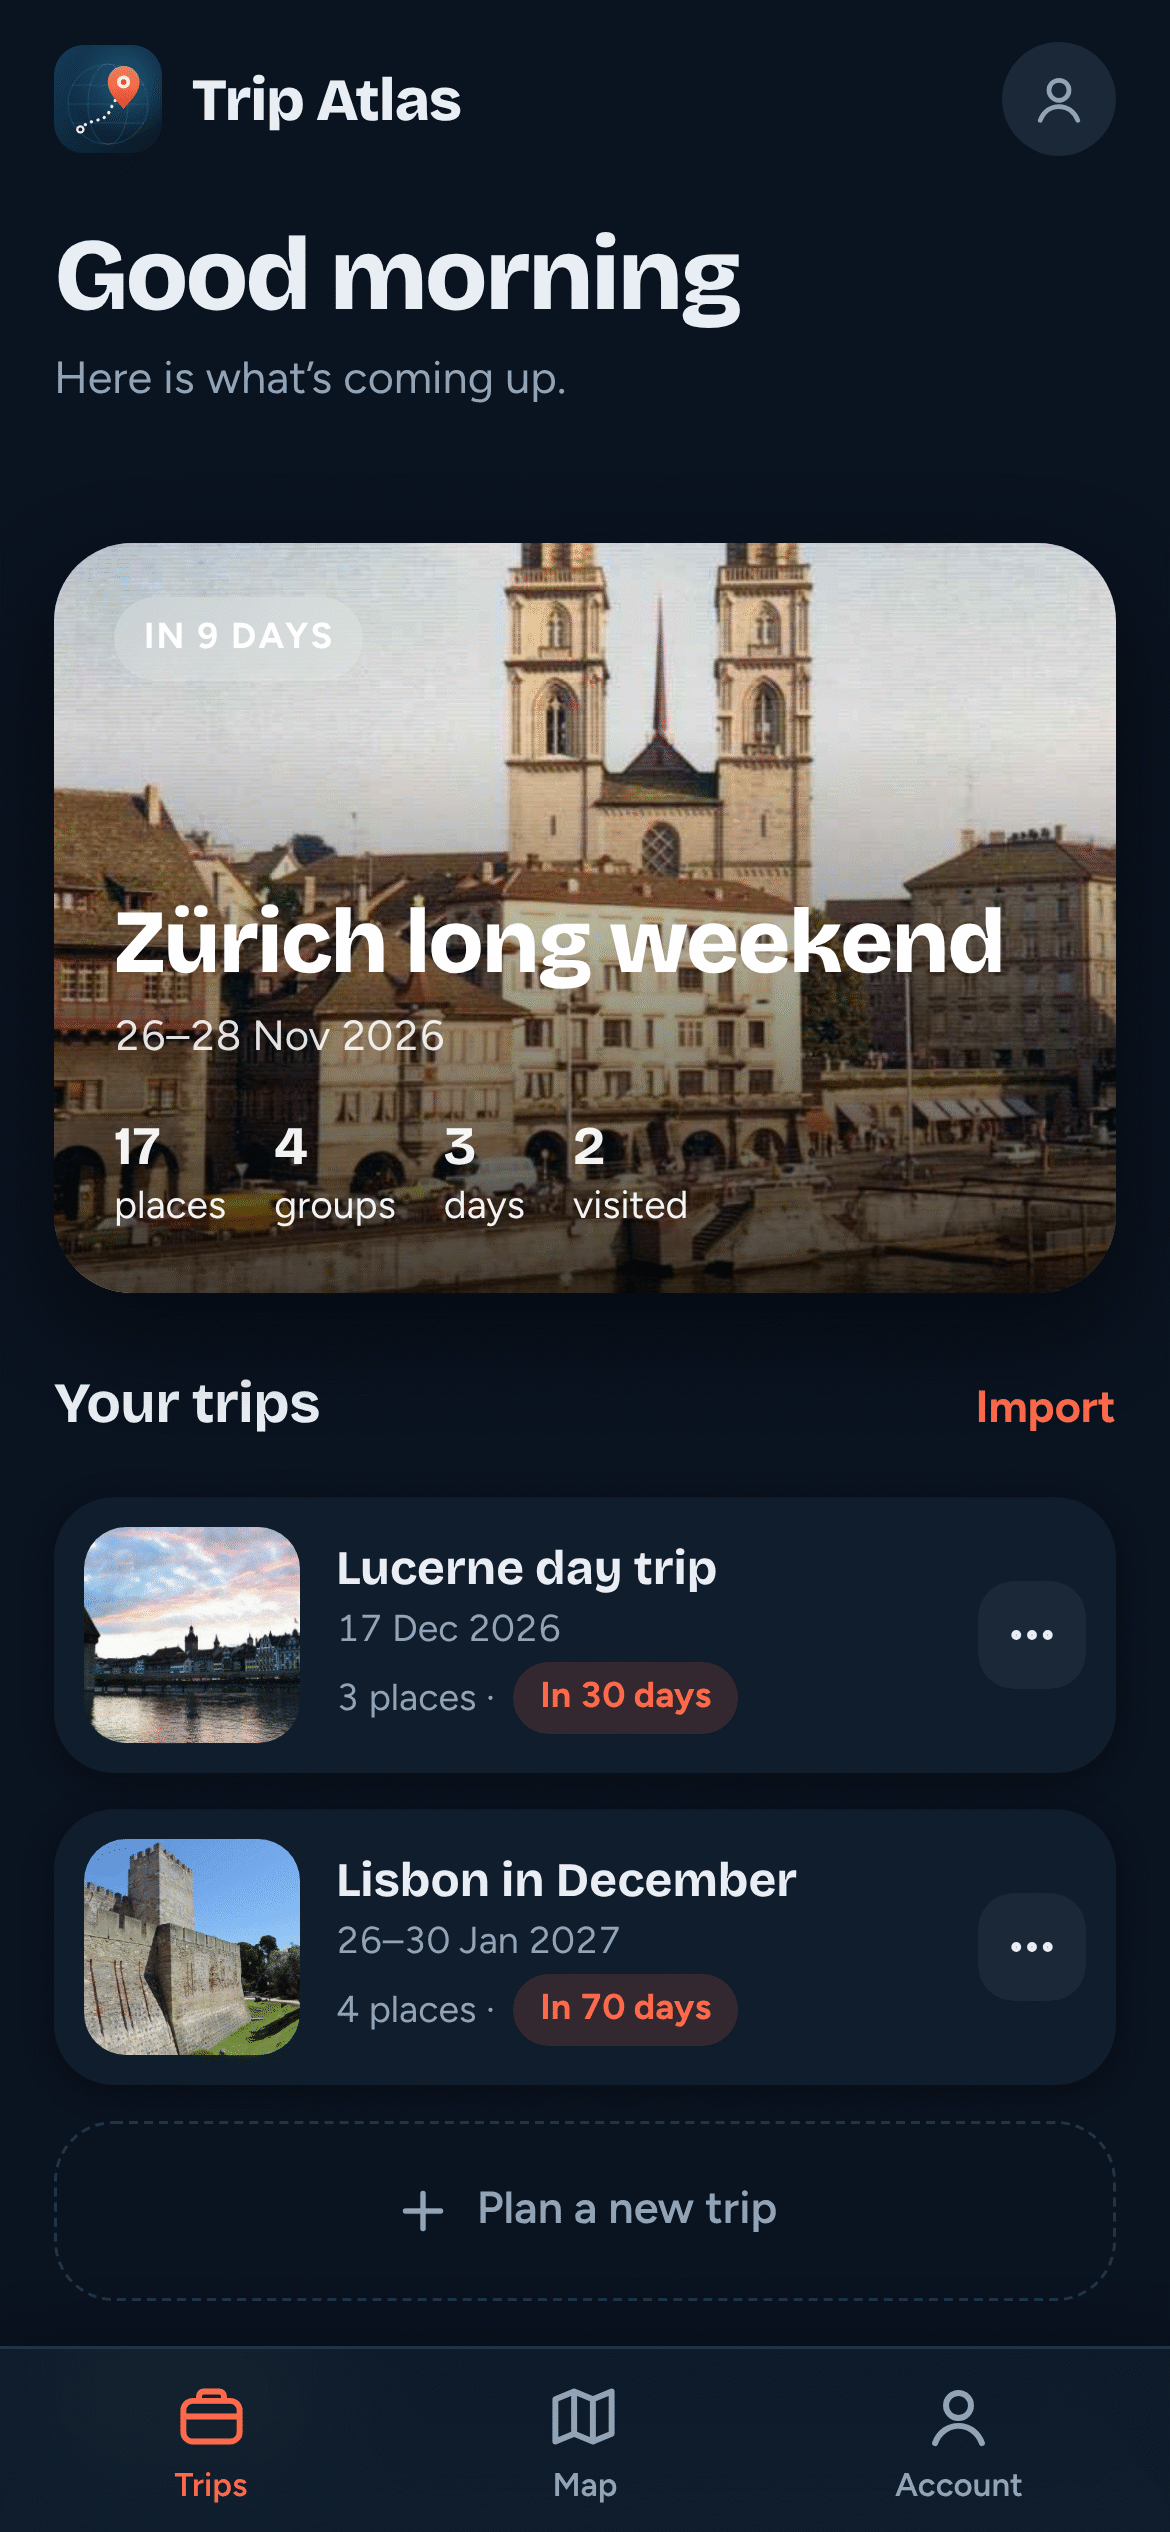 Trip Atlas
Good morning
Here is what’s coming up.
IN 9 DAYS
Zürich long weekend
26–28 Nov 2026
17 4 3 2
places groups days visited
Your trips Import
Lucerne day trip
17 Dec 2026
3 places · In 30 days
Lisbon in December
26–30 Jan 2027
4 places · In 70 days
Plan a new trip
Trips Map Account